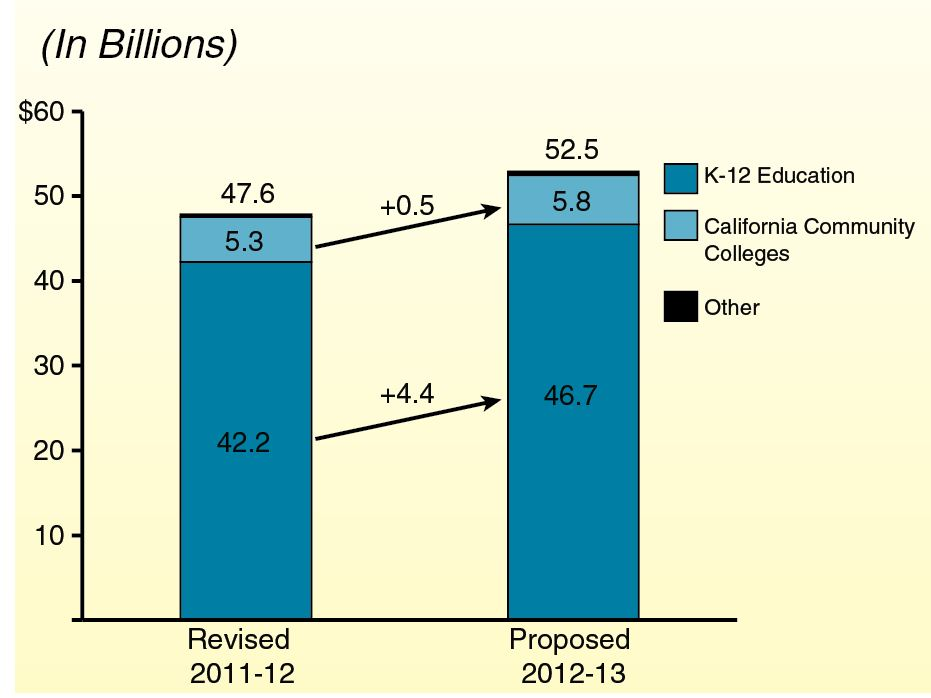 (In Billions)
$60
50
40
30
20
10
47.6
5.3
42.2
+0.5
+4.4
52.5
5.8
46.7
K-12 Education
California Community
Colleges
Other
Revised
2011-12
Proposed
2012-13